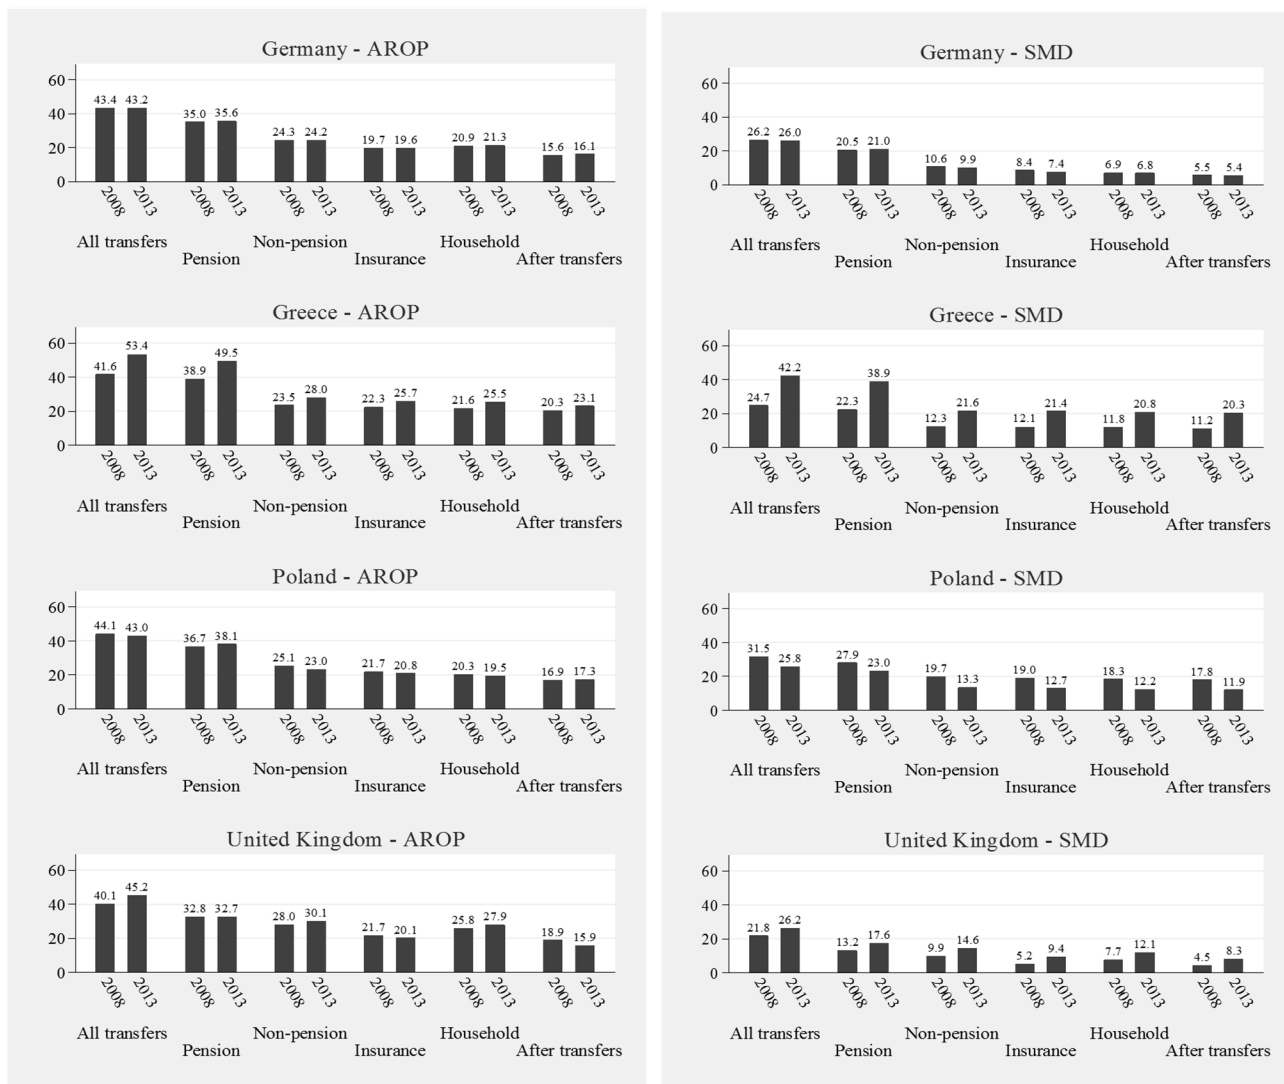 Germany - AROP
60
40
20
0
43.4 43.2 35.0 35.6 24.3 24.2 19.7 19.6 20.9 21.3 15.6 16.1
2008 2013 2008 2013 2008 2013 2008 2013 2008 2013 2008 2013
All transfers Non-pension Household
Pension Insurance After transfers
Greece - AROP
60
40
20
0
41.6 53.4 38.9 49.5 23.5 28.0 22.3 25.7 21.6 25.5 20.3 23.1
2008 2013 2008 2013 2008 2013 2008 2013 2008 2013 2008 2013
All transfers Non-pension Household
Pension Insurance After transfers
Poland - AROP
60
40
20
0
44.1 43.0 36.7 38.1 25.1 23.0 21.7 20.8 20.3 19.5 16.9 17.3
2008 2013 2008 2013 2008 2013 2008 2013 2008 2013 2008 2013
All transfers Non-pension Household
Pension Insurance After transfers
United Kingdom - AROP
60
40
20
0
40.1 45.2 32.8 32.7 28.0 30.1 21.7 20.1 25.8 27.9 18.9 15.9
2008 2013 2008 2013 2008 2013 2008 2013 2008 2013 2008 2013
All transfers Non-pension Household
Pension Insurance After transfers
Germany - SMD
60
40
20
0
26.2 26.0 20.5 21.0 10.6 9.9 8.4 7.4 6.9 6.8 5.5 5.4
2008 2013 2008 2013 2008 2013 2008 2013 2008 2013 2008 2013
All transfers Non-pension Household
Pension Insurance After transfers
Greece - SMD
60
40
20
0
24.7 42.2 22.3 38.9 12.3 21.6 12.1 21.4 11.8 20.8 11.2 20.3
2008 2013 2008 2013 2008 2013 2008 2013 2008 2013 2008 2013
All transfers Non-pension Household
Pension Insurance After transfers
Poland - SMD
60
40
20
0
31.5 25.8 27.9 23.0 19.7 13.3 19.0 12.7 18.3 12.2 17.8 11.9
2008 2013 2008 2013 2008 2013 2008 2013 2008 2013 2008 2013
All transfers Non-pension Household
Pension Insurance After transfers
United Kingdom - SMD
60
40
20
0
21.8 26.2 13.2 17.6 9.9 14.6 5.2 9.4 7.7 12.1 4.5 8.3
2008 2013 2008 2013 2008 2013 2008 2013 2008 2013 2008 2013
All transfers Non-pension Household
Pension Insurance After transfers